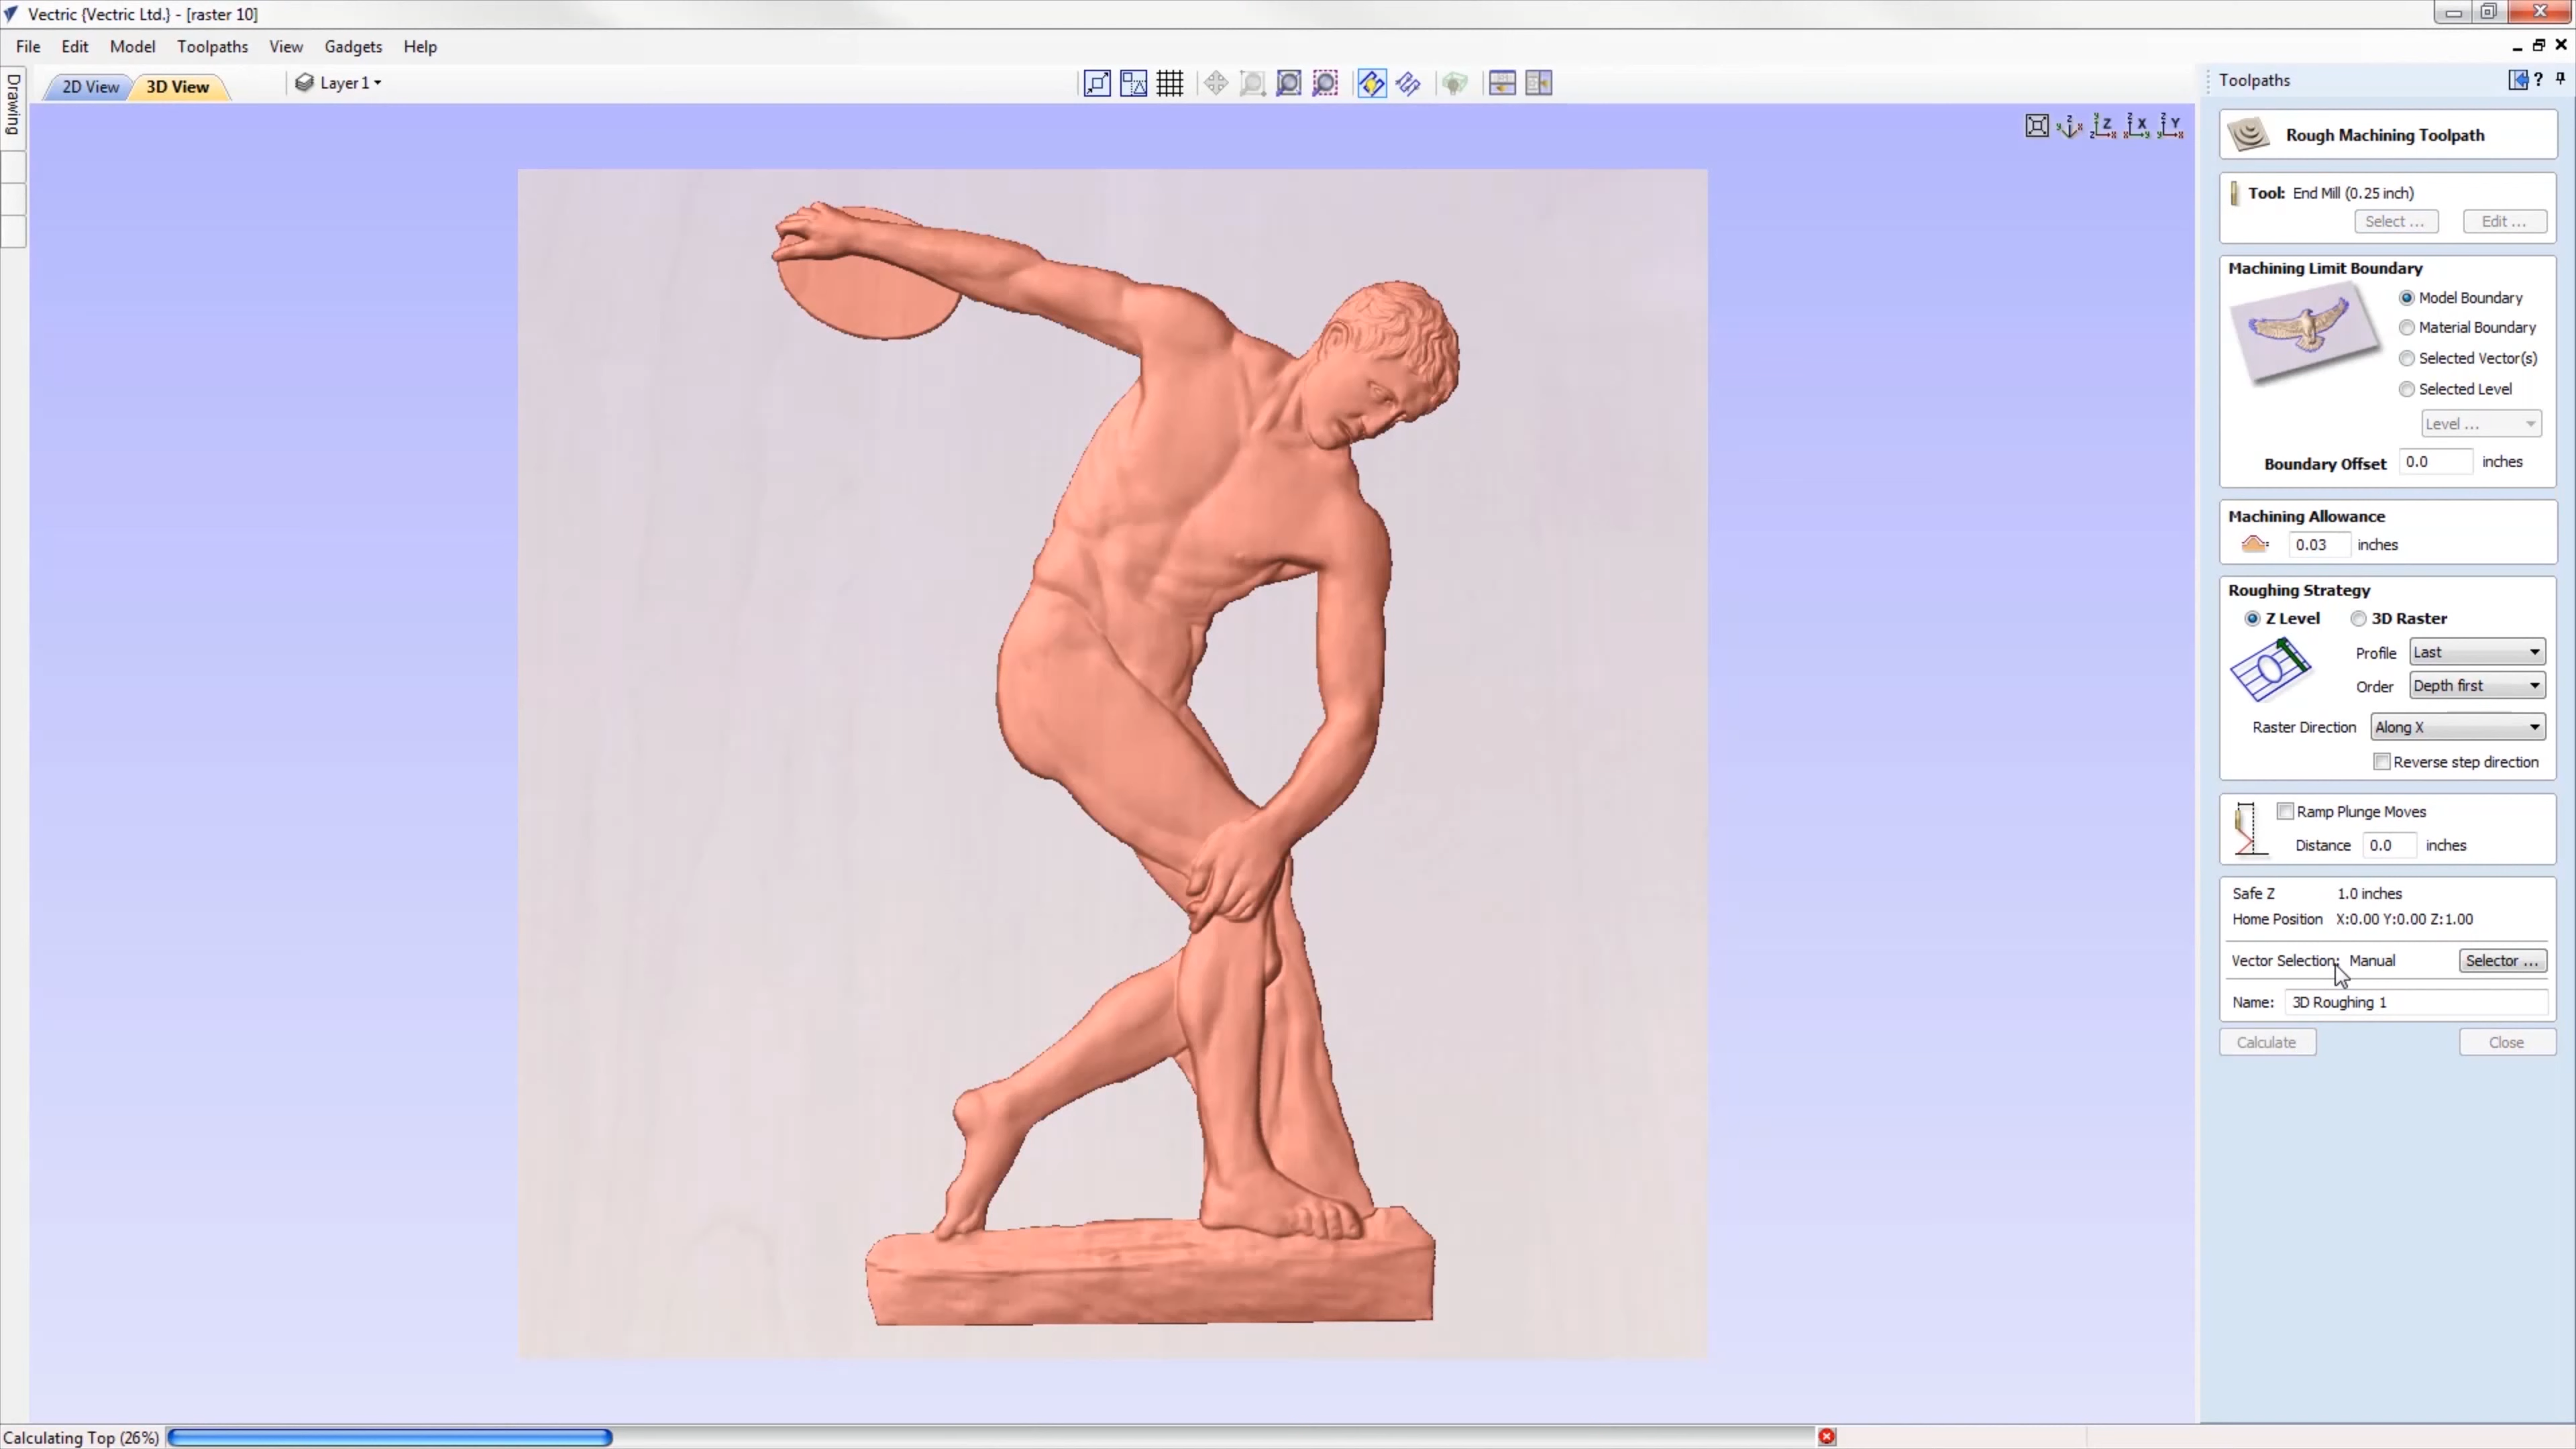 Vectric {Vectric Ltd.} - [raster 10]
File Edit Model Toolpaths View Gadgets Help
Drawing
2D View 3D View Layer 1
Z X Y
Toolpaths
Rough Machining Toolpath
Tool: End Mill (0.25 inch)
Select ... Edit ...
Machining Limit Boundary
Model Boundary
Material Boundary
Selected Vector(s)
Selected Level
Level ...
Boundary Offset 0.0 inches
Machining Allowance
0.03 inches
Roughing Strategy
Z Level 3D Raster
Profile Last
Order Depth first
Raster Direction Along X
Reverse step direction
Ramp Plunge Moves
Distance 0.0 inches
Safe Z 1.0 inches
Home Position X:0.00 Y:0.00 Z:1.00
Vector Selection: Manual Selector ...
Name: 3D Roughing 1
Calculate Close
Calculating Top (26%)